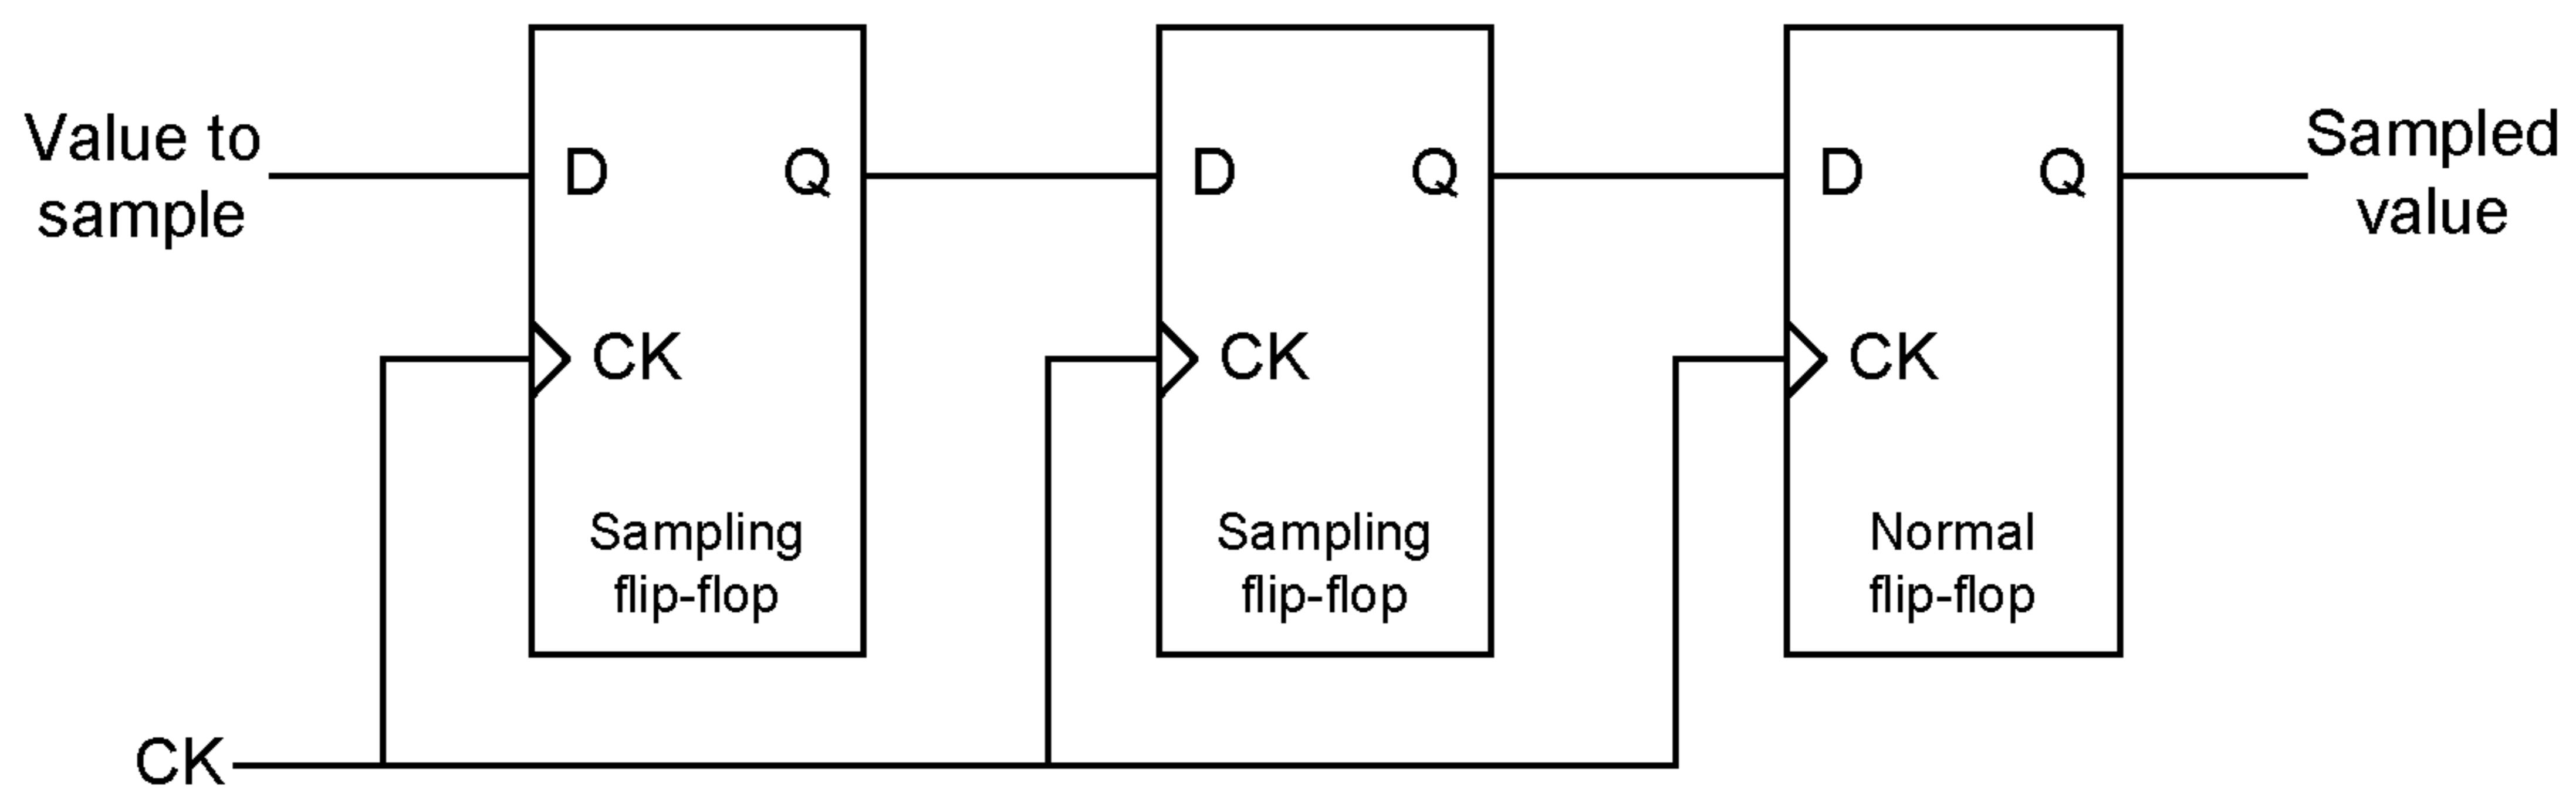 Value to
sample
D
Q
CK
Sampling
flip-flop
D
Q
CK
Sampling
flip-flop
D
Q
CK
Normal
flip-flop
Sampled
value
CK